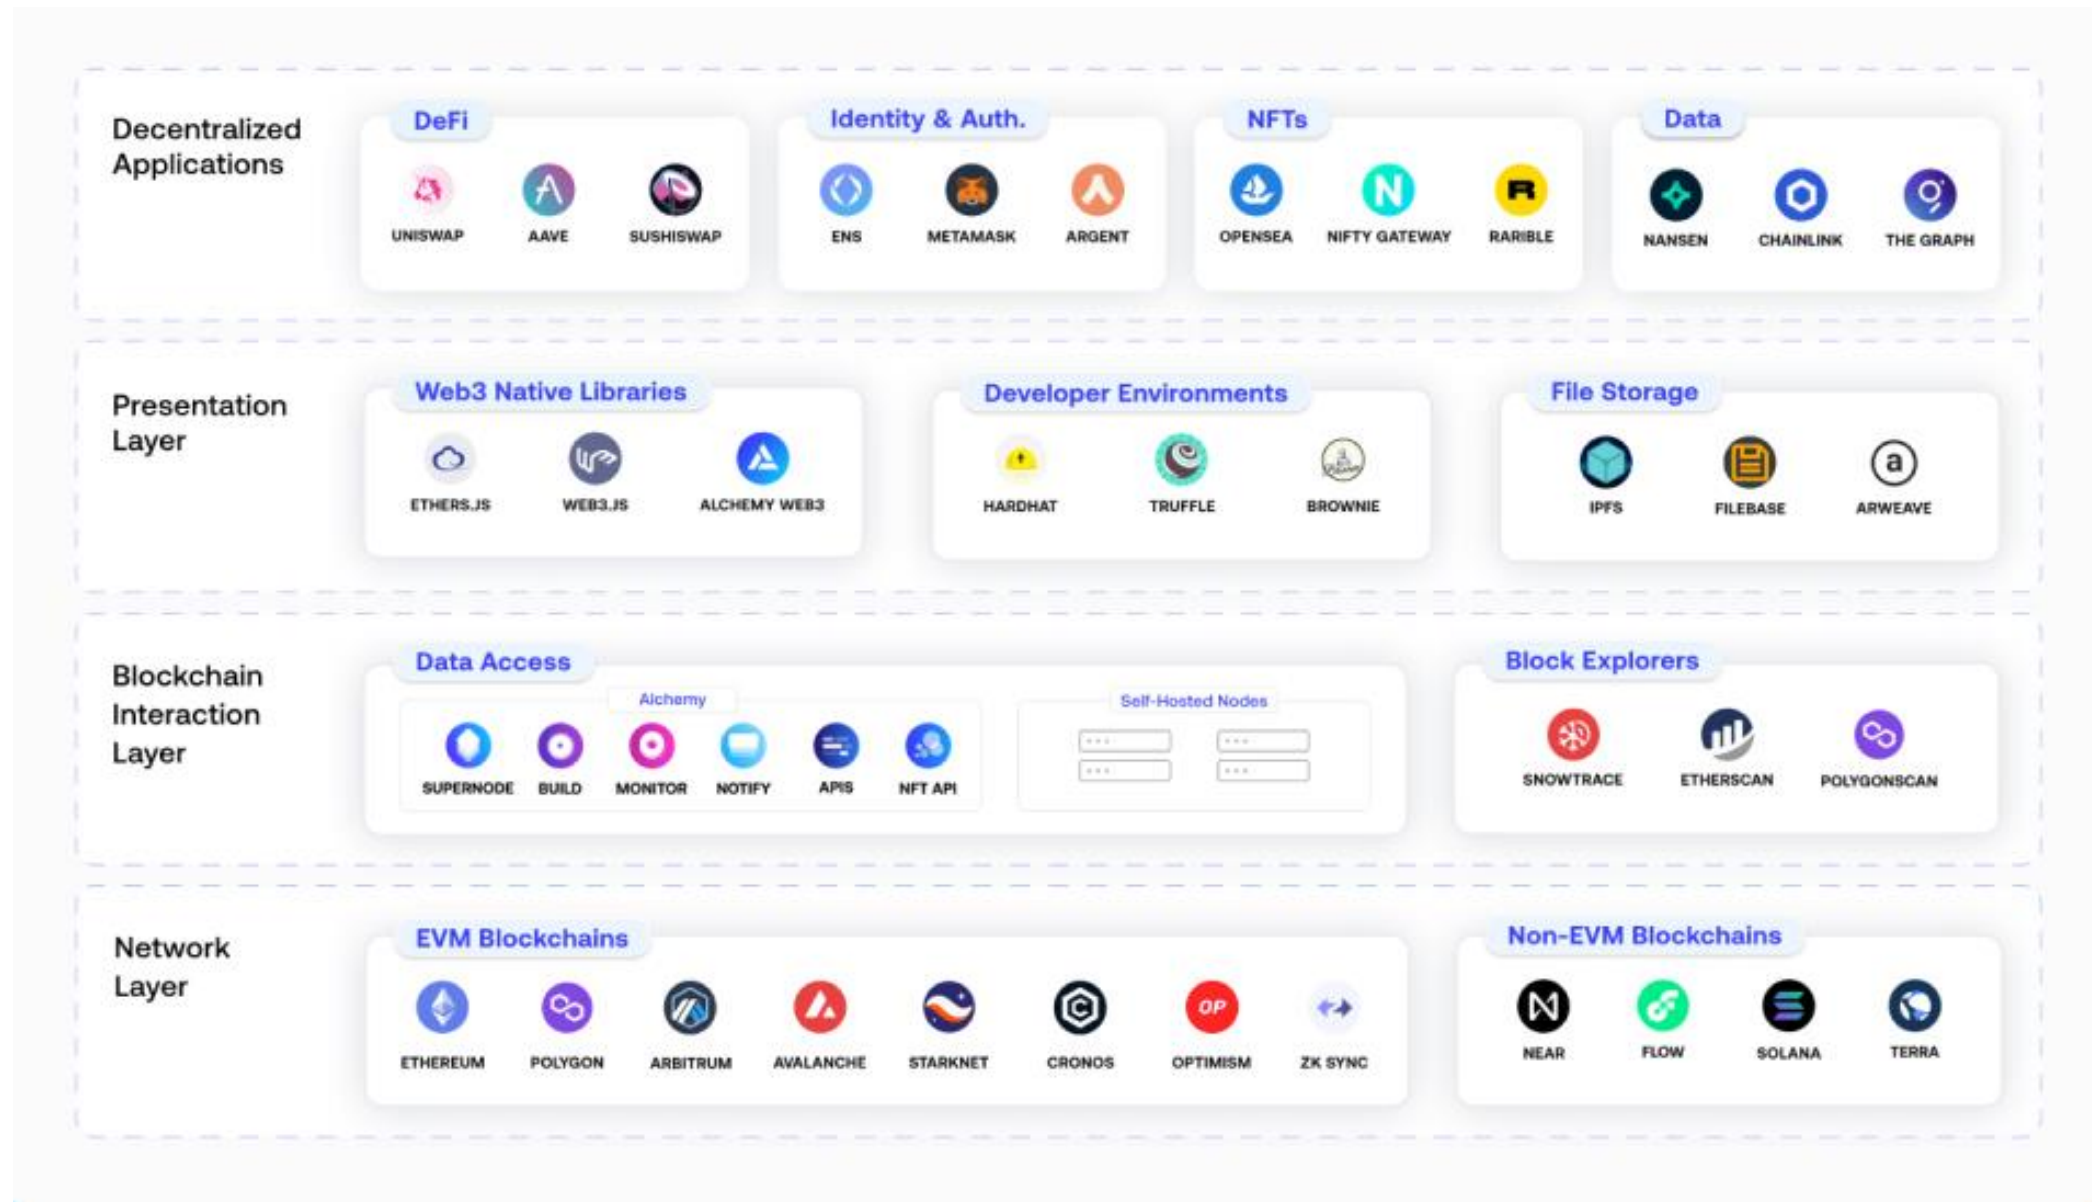 Decentralized
Applications
DeFi
UNISWAP AAVE SUSHISWAP
Identity & Auth.
ENS METAMASK ARGENT
NFTs
OPENSEA NIFTY GATEWAY RARIBLE
Data
NANSEN CHAINLINK THE GRAPH
Presentation
Layer
Web3 Native Libraries
ETHERS.JS WEB3.JS ALCHEMY WEB3
Developer Environments
HARDHAT TRUFFLE BROWNIE
File Storage
IPFS FILEBASE ARWEAVE
Blockchain
Interaction
Layer
Data Access
Alchemy
SUPERNODE BUILD MONITOR NOTIFY APIS NFT API
Self-Hosted Nodes
Block Explorers
SNOWTRACE ETHERSCAN POLYGONSCAN
Network
Layer
EVM Blockchains
OP
ETHEREUM POLYGON ARBITRUM AVALANCHE STARKNET CRONOS OPTIMISM ZK SYNC
Non-EVM Blockchains
NEAR FLOW SOLANA TERRA